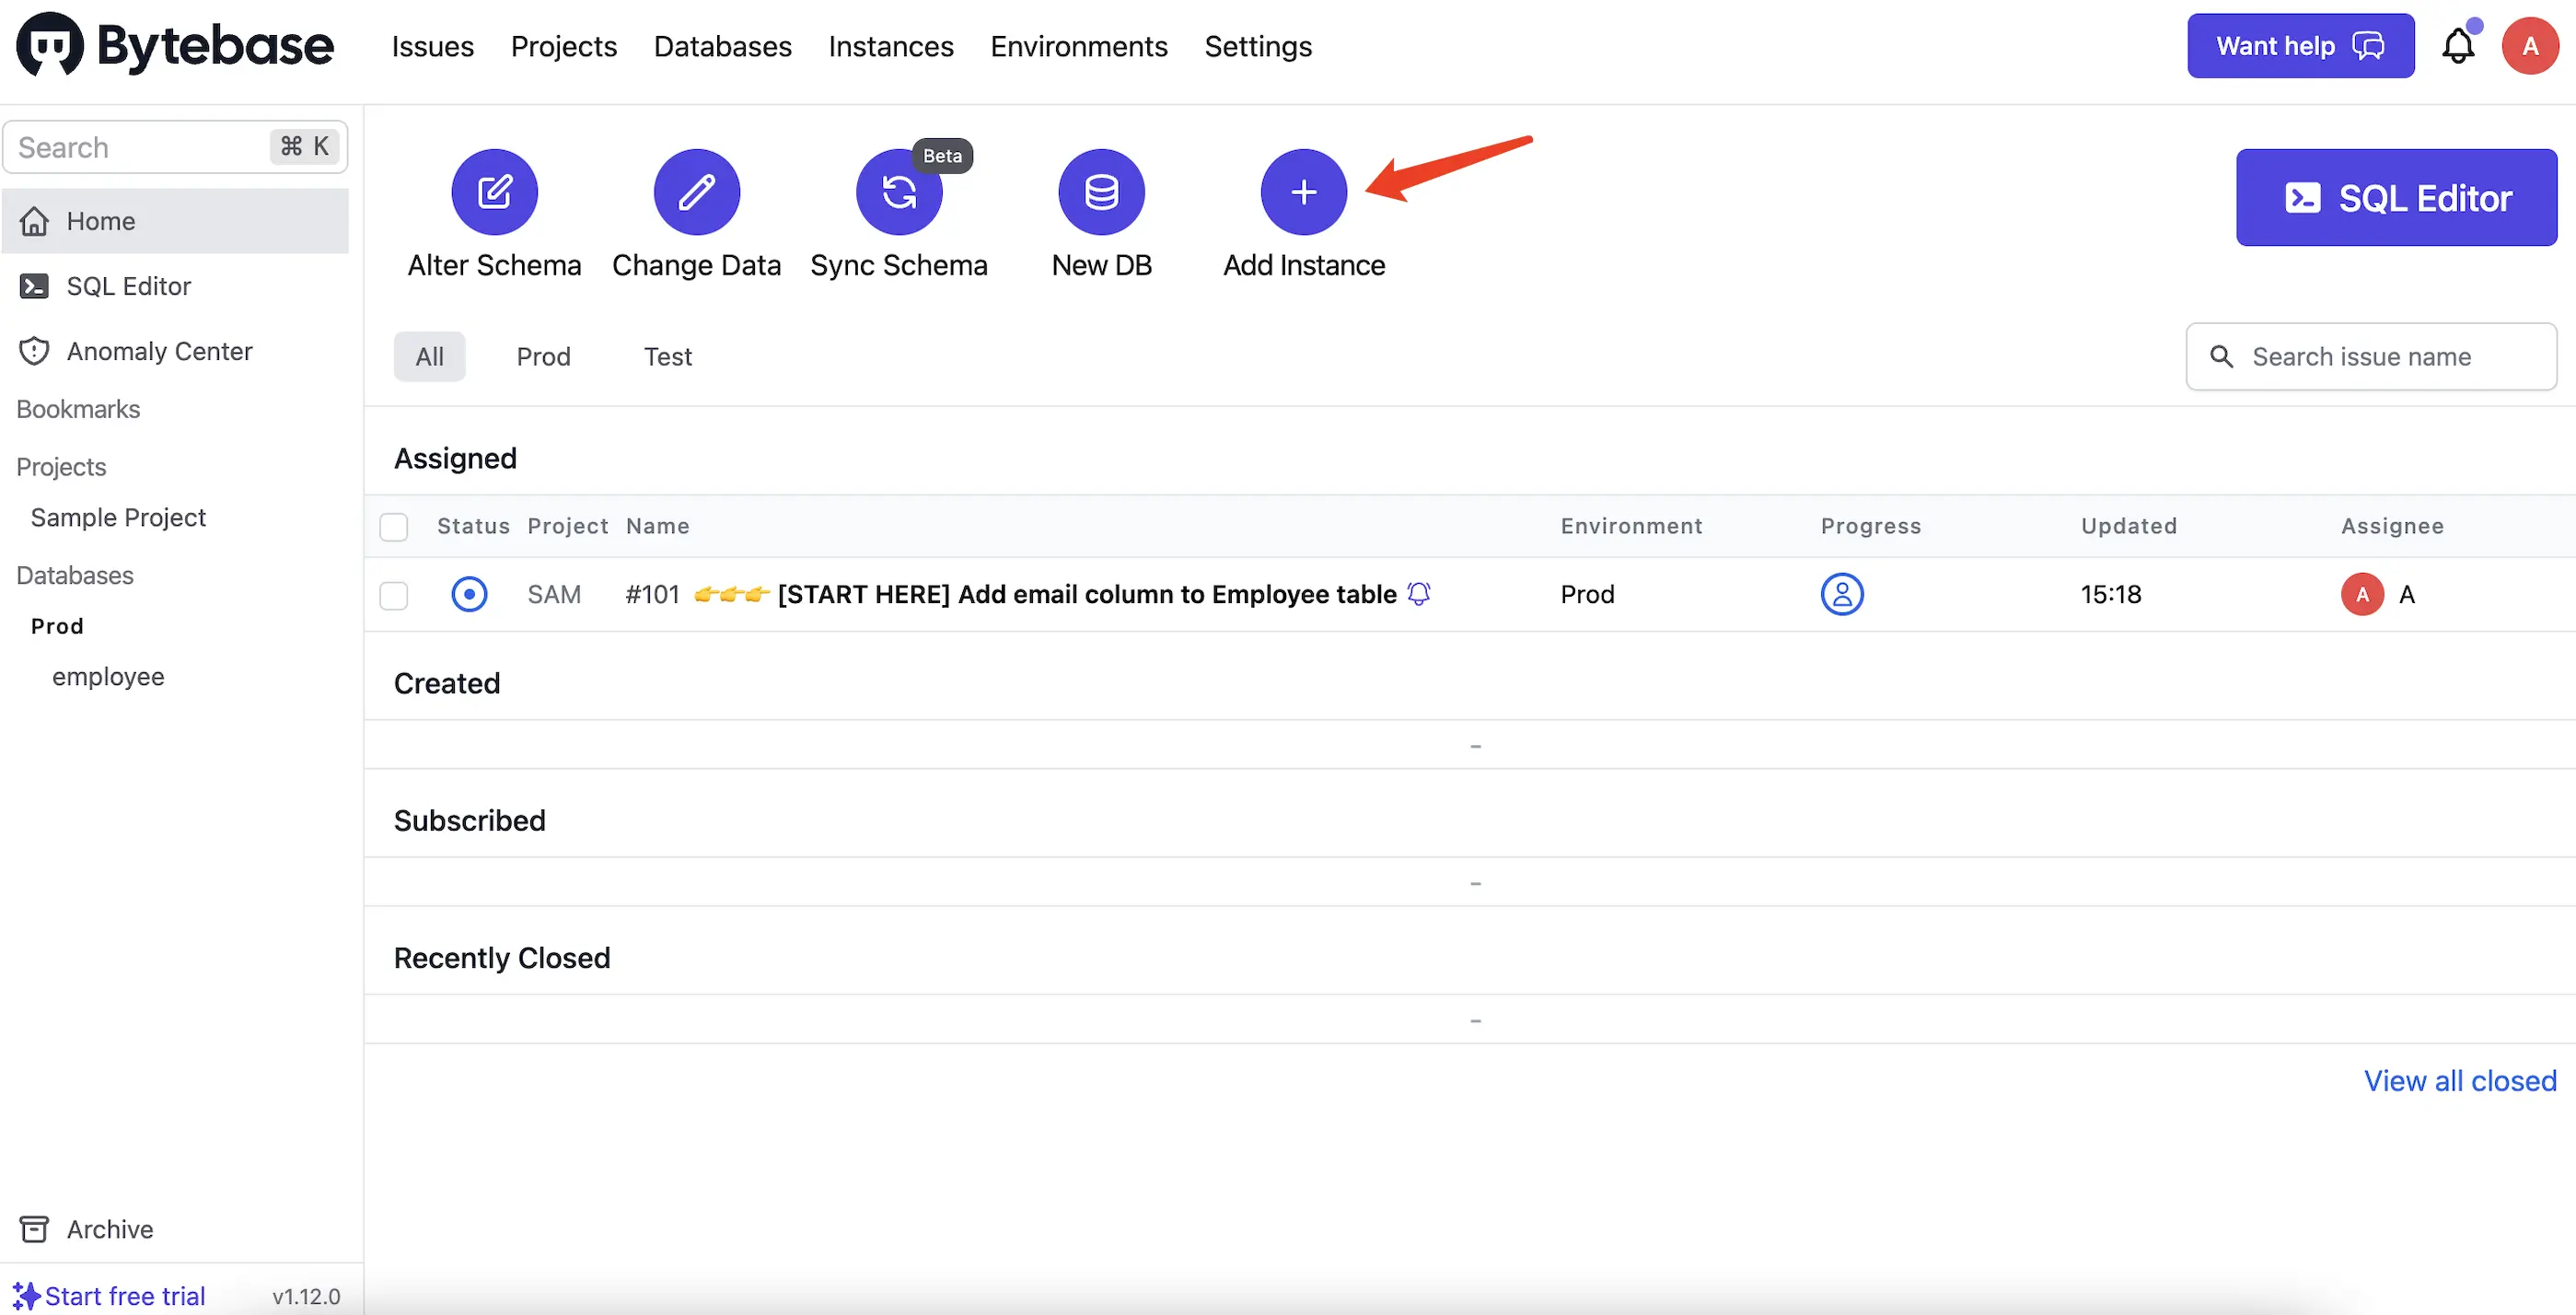 Bytebase Issues Projects Databases Instances Environments Settings Want help A
Search ⌘ K
Home
SQL Editor
Anomaly Center
Bookmarks
Projects
Sample Project
Databases
Prod
employee
Archive
Start free trial v1.12.0
Beta
Alter Schema Change Data Sync Schema New DB Add Instance
SQL Editor
All Prod Test Search issue name
Assigned
Status Project Name Environment Progress Updated Assignee
SAM #101 👉👉👉 [START HERE] Add email column to Employee table Prod 15:18 A A
Created
-
Subscribed
-
Recently Closed
-
View all closed